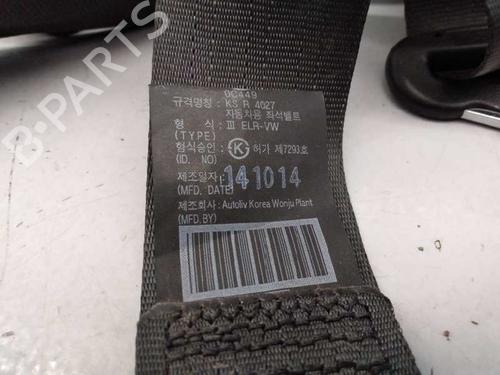 0C449
규격명칭 : KS R 4027
자동차용 좌석벨트
형 식 : III ELR-VW
(TYPE)
형식승인 : K 허가 제7293호
(ID. NO)
제조일자 : 141014
(MFD. DATE)
제조회사 : Autoliv Korea Wonju Plant
(MFD.BY)
B-PARTS